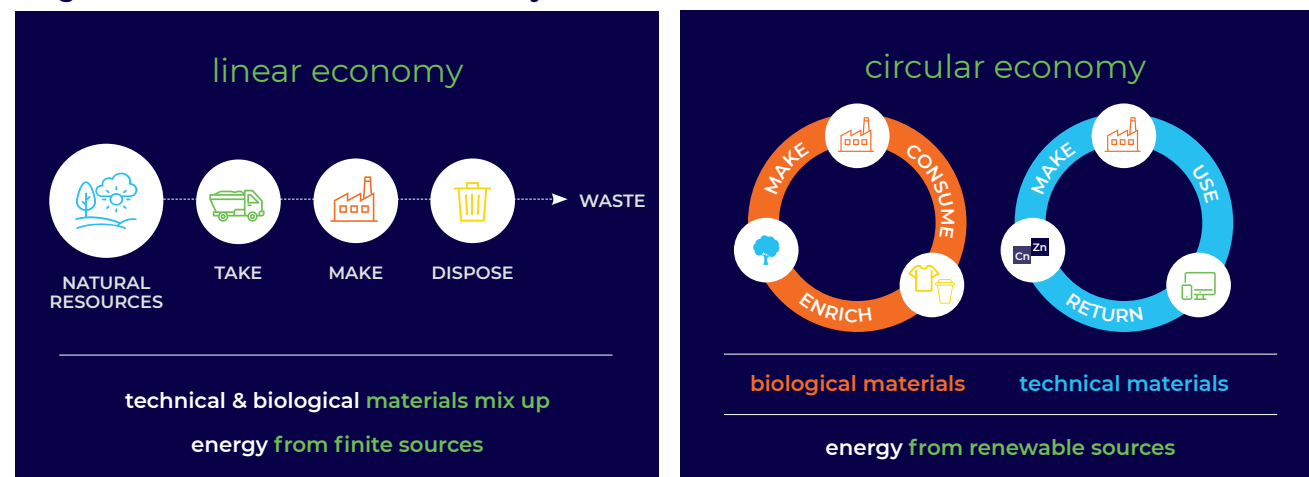 linear economy
WASTE
NATURAL
RESOURCES
TAKE
MAKE
DISPOSE
technical & biological materials mix up
energy from finite sources
circular economy
MAKE
CONSUME
ENRICH
MAKE
USE
Cn
Zn
RETURN
biological materials
technical materials
energy from renewable sources